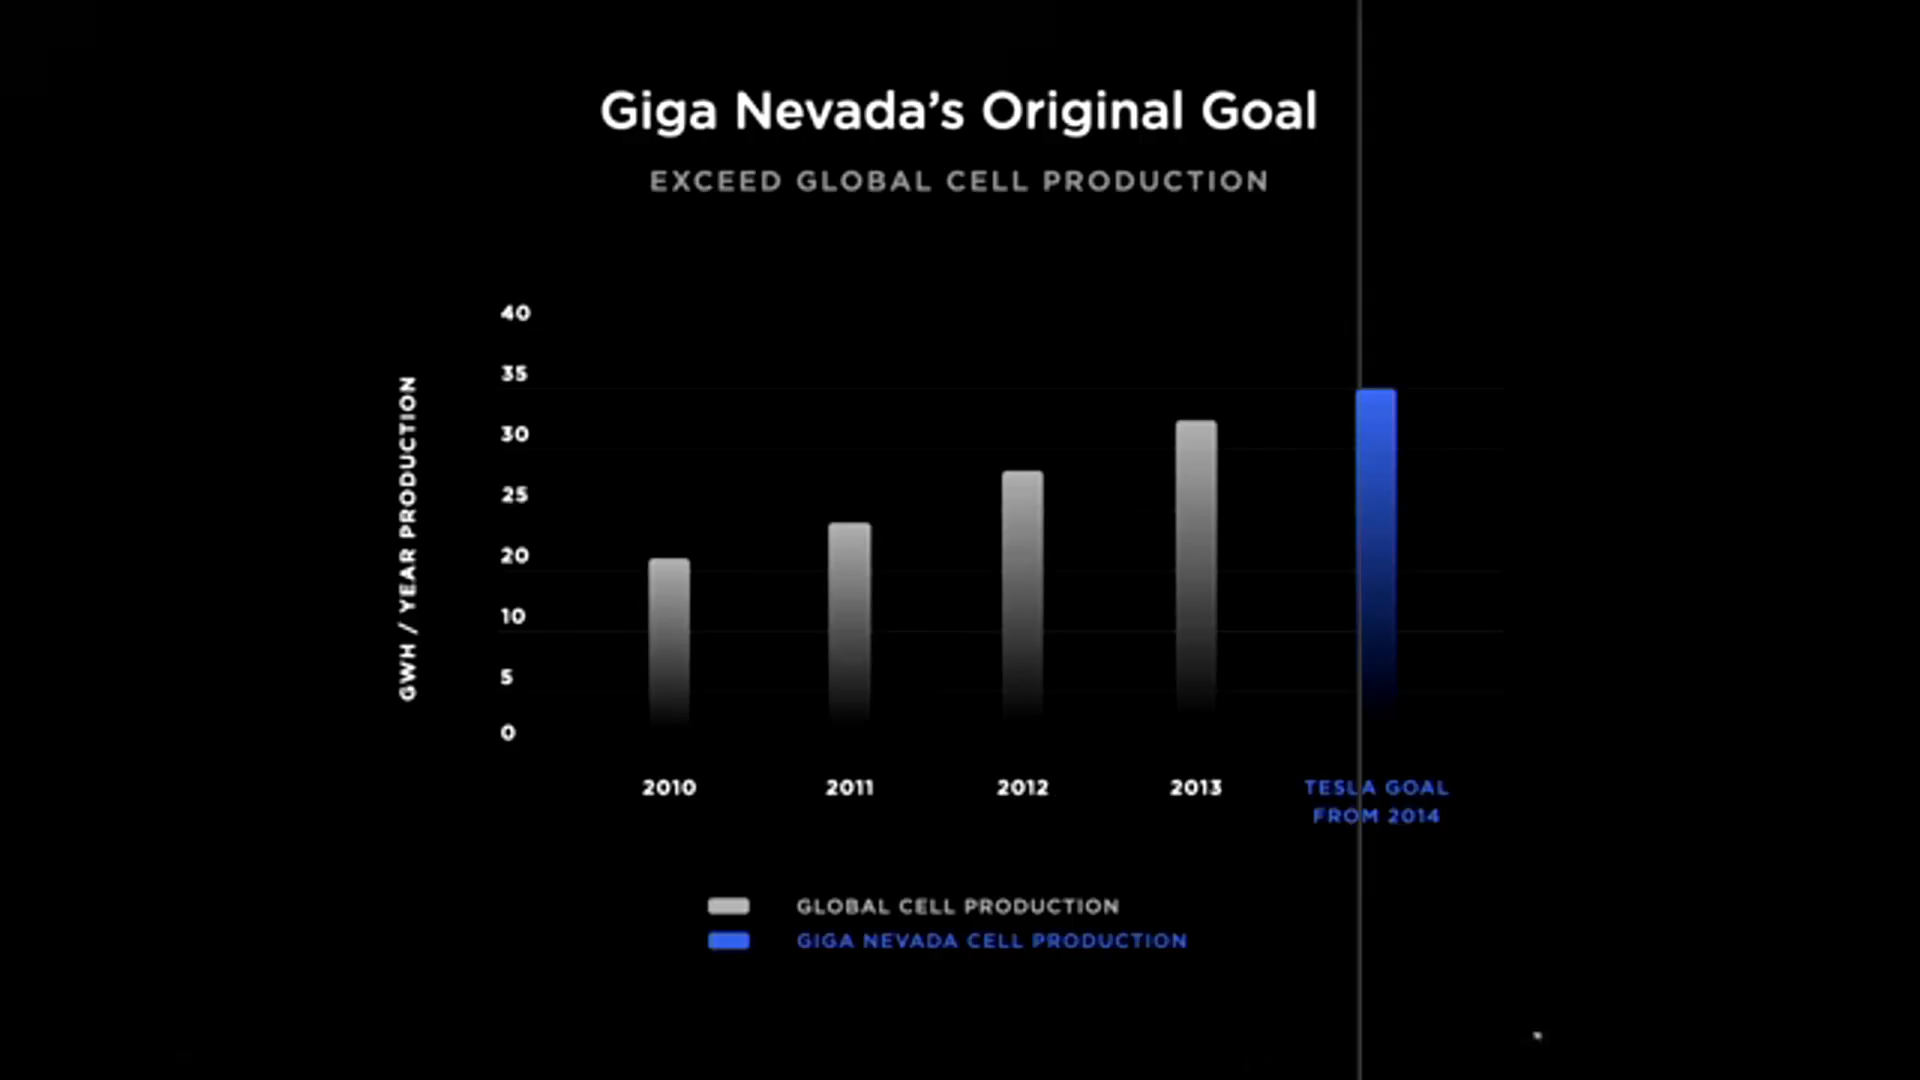 Giga Nevada’s Original Goal
EXCEED GLOBAL CELL PRODUCTION
GWH / YEAR PRODUCTION
40
35
30
25
20
10
5
0
2010
2011
2012
2013
TESLA GOAL
FROM 2014
GLOBAL CELL PRODUCTION
GIGA NEVADA CELL PRODUCTION